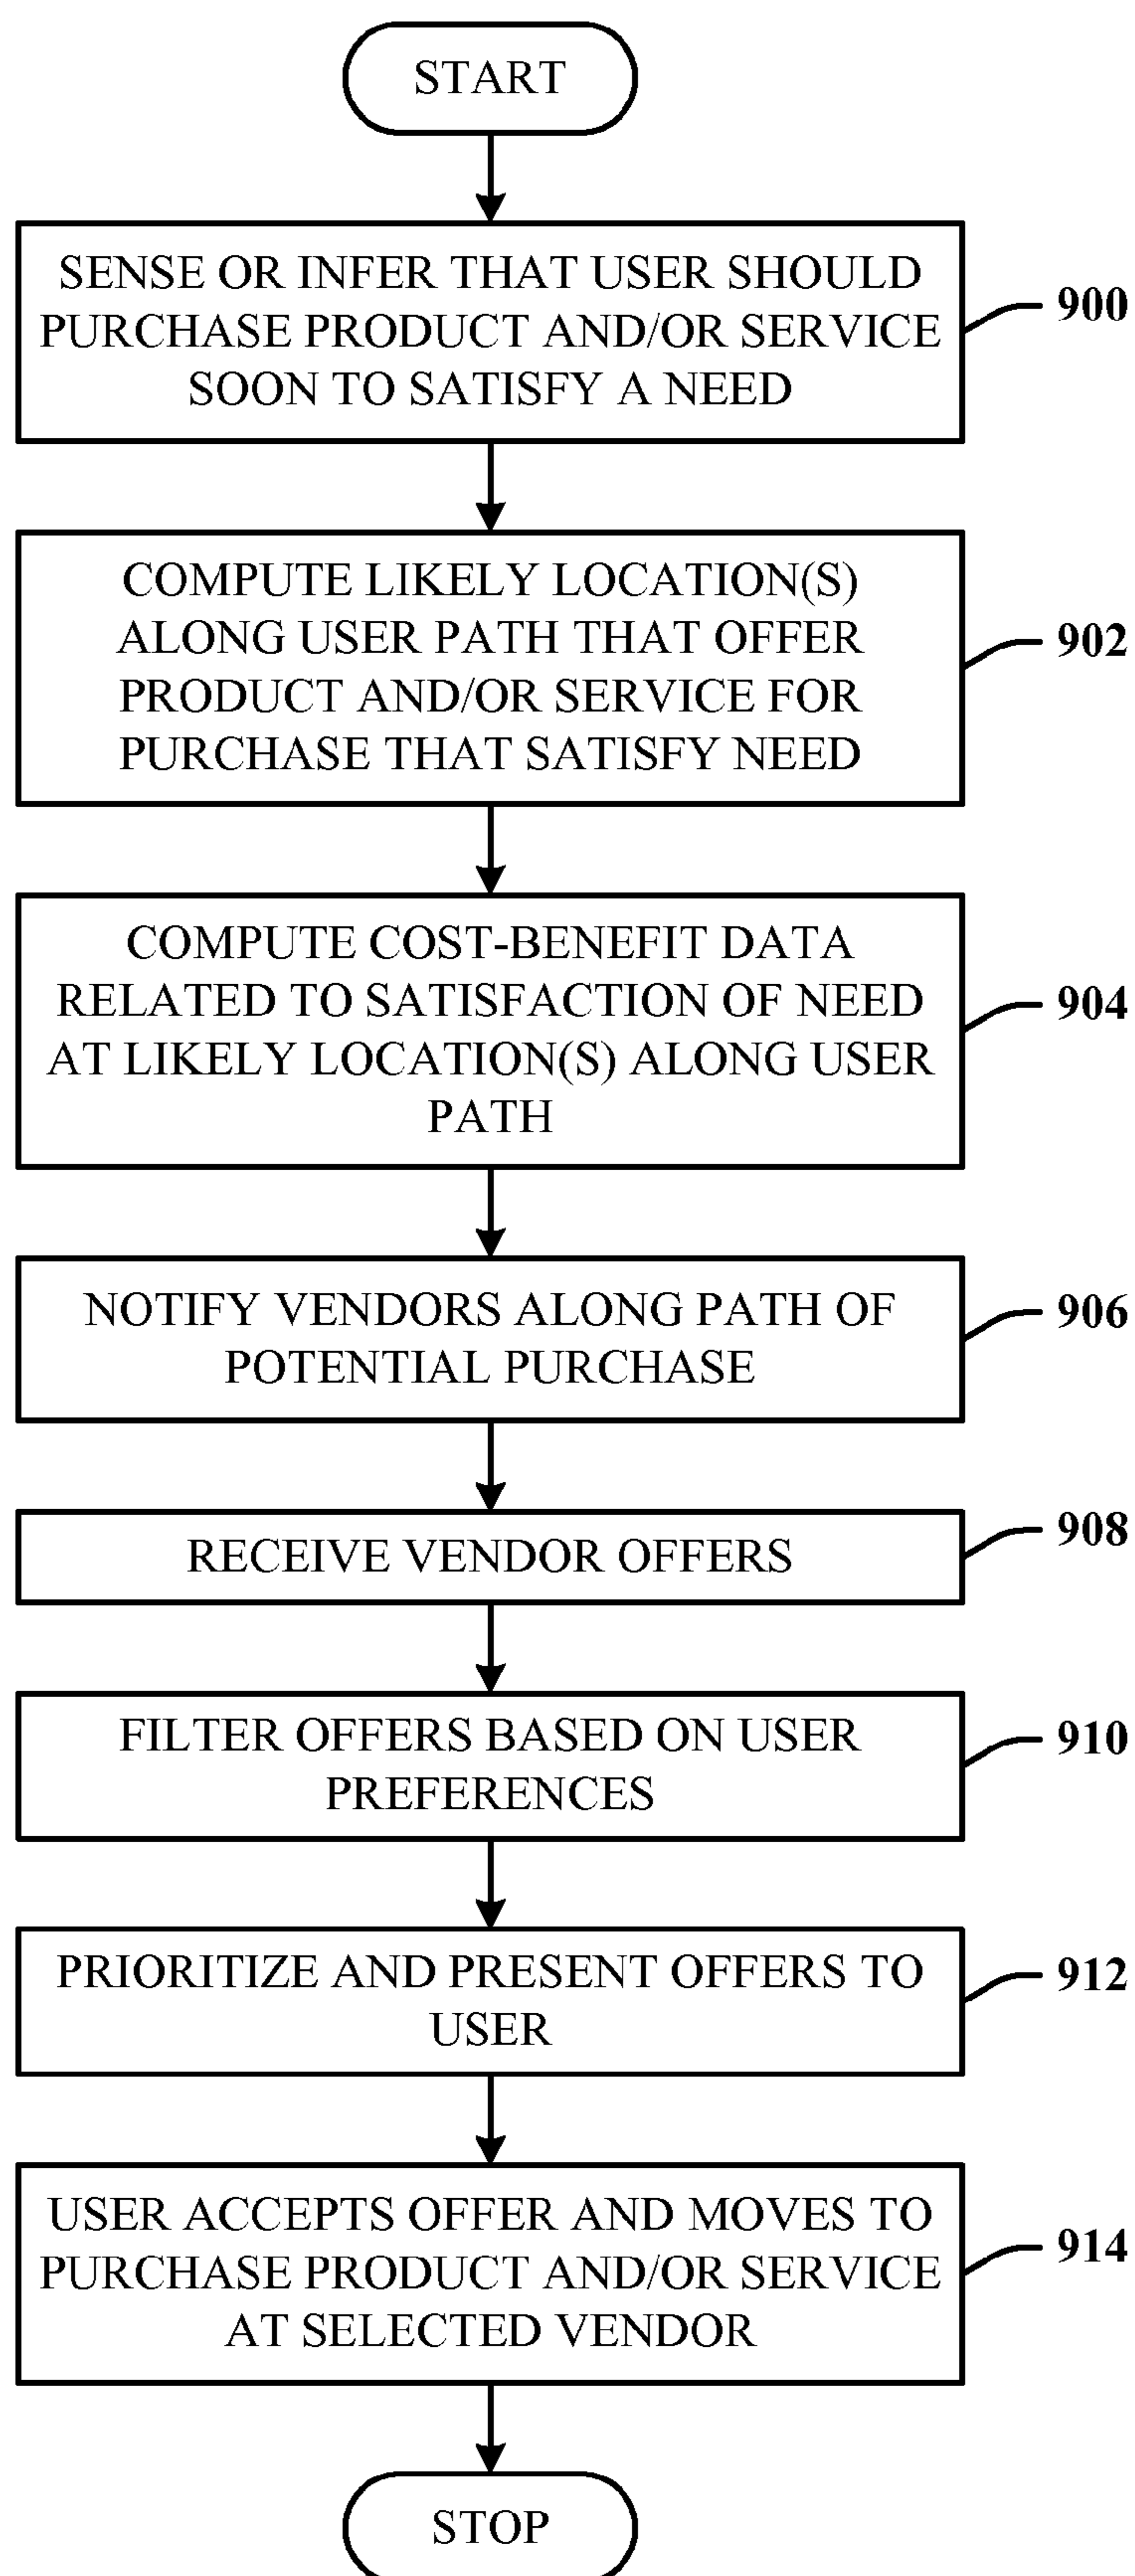 START
SENSE OR INFER THAT USER SHOULD
PURCHASE PRODUCT AND/OR SERVICE
SOON TO SATISFY A NEED
900
COMPUTE LIKELY LOCATION(S)
ALONG USER PATH THAT OFFER
PRODUCT AND/OR SERVICE FOR
PURCHASE THAT SATISFY NEED
902
COMPUTE COST-BENEFIT DATA
RELATED TO SATISFACTION OF NEED
AT LIKELY LOCATION(S) ALONG USER
PATH
904
NOTIFY VENDORS ALONG PATH OF
POTENTIAL PURCHASE
906
RECEIVE VENDOR OFFERS
908
FILTER OFFERS BASED ON USER
PREFERENCES
910
PRIORITIZE AND PRESENT OFFERS TO
USER
912
USER ACCEPTS OFFER AND MOVES TO
PURCHASE PRODUCT AND/OR SERVICE
AT SELECTED VENDOR
914
STOP